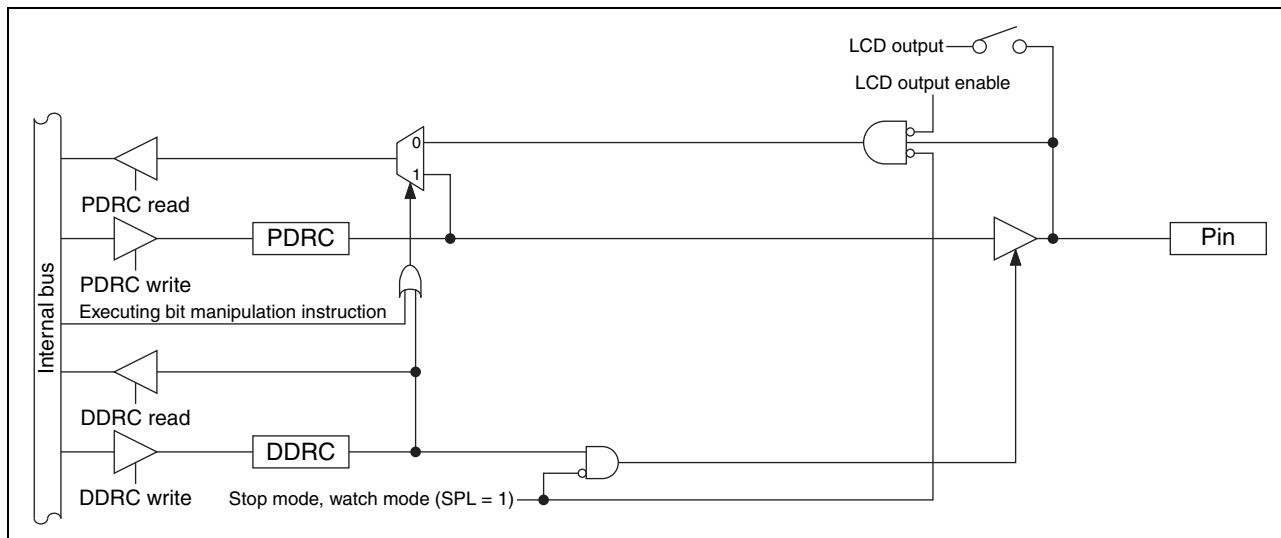 LCD output
LCD output enable
0
1
PDRC read
PDRC
Pin
PDRC write
Executing bit manipulation instruction
Internal bus
DDRC read
DDRC
DDRC write
Stop mode, watch mode (SPL = 1)